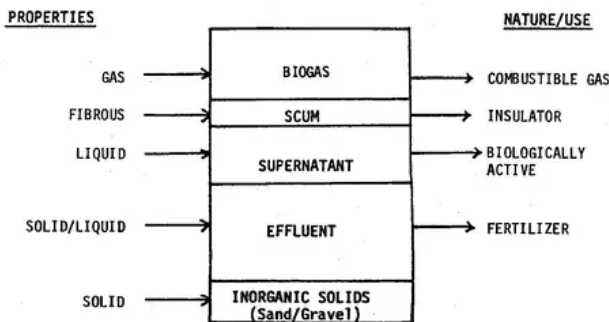 PROPERTIES
NATURE/USE
GAS
BIOGAS
COMBUSTIBLE GAS
FIBROUS
SCUM
INSULATOR
LIQUID
SUPERNATANT
BIOLOGICALLY
ACTIVE
SOLID/LIQUID
EFFLUENT
FERTILIZER
SOLID
INORGANIC SOLIDS
(Sand/Gravel)